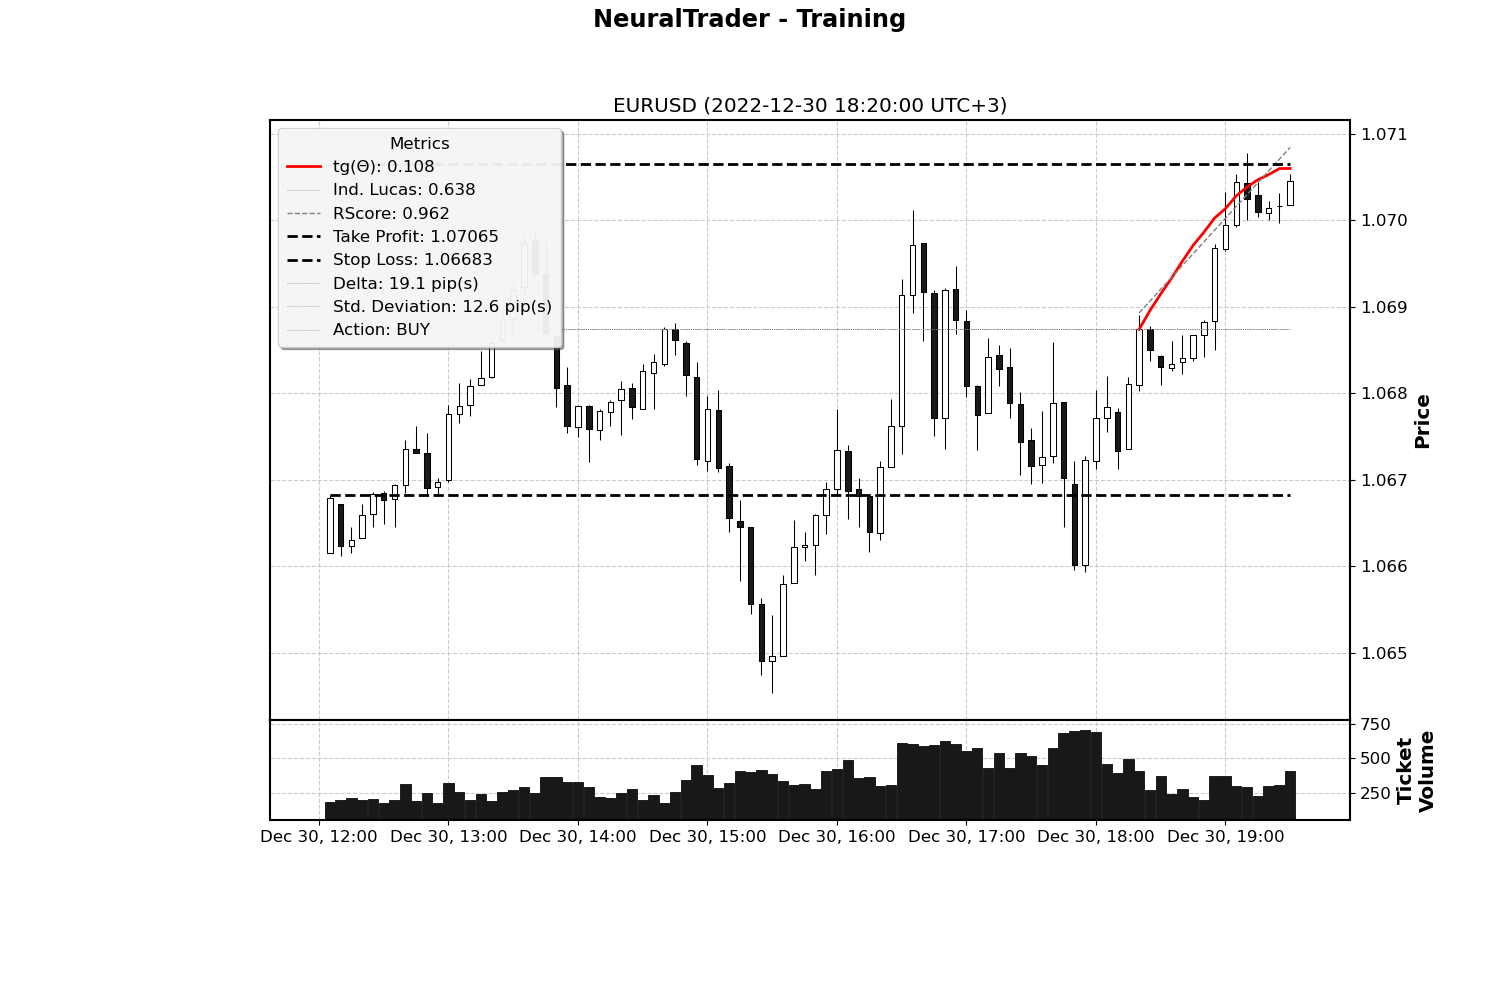 NeuralTrader - Training
EURUSD (2022-12-30 18:20:00 UTC+3)
Metrics
tg(Θ): 0.108
Ind. Lucas: 0.638
RScore: 0.962
Take Profit: 1.07065
Stop Loss: 1.06683
Delta: 19.1 pip(s)
Std. Deviation: 12.6 pip(s)
Action: BUY
1.071
1.070
1.069
1.068
1.067
1.066
1.065
Price
750
500
250
Ticket
Volume
Dec 30, 12:00
Dec 30, 13:00
Dec 30, 14:00
Dec 30, 15:00
Dec 30, 16:00
Dec 30, 17:00
Dec 30, 18:00
Dec 30, 19:00